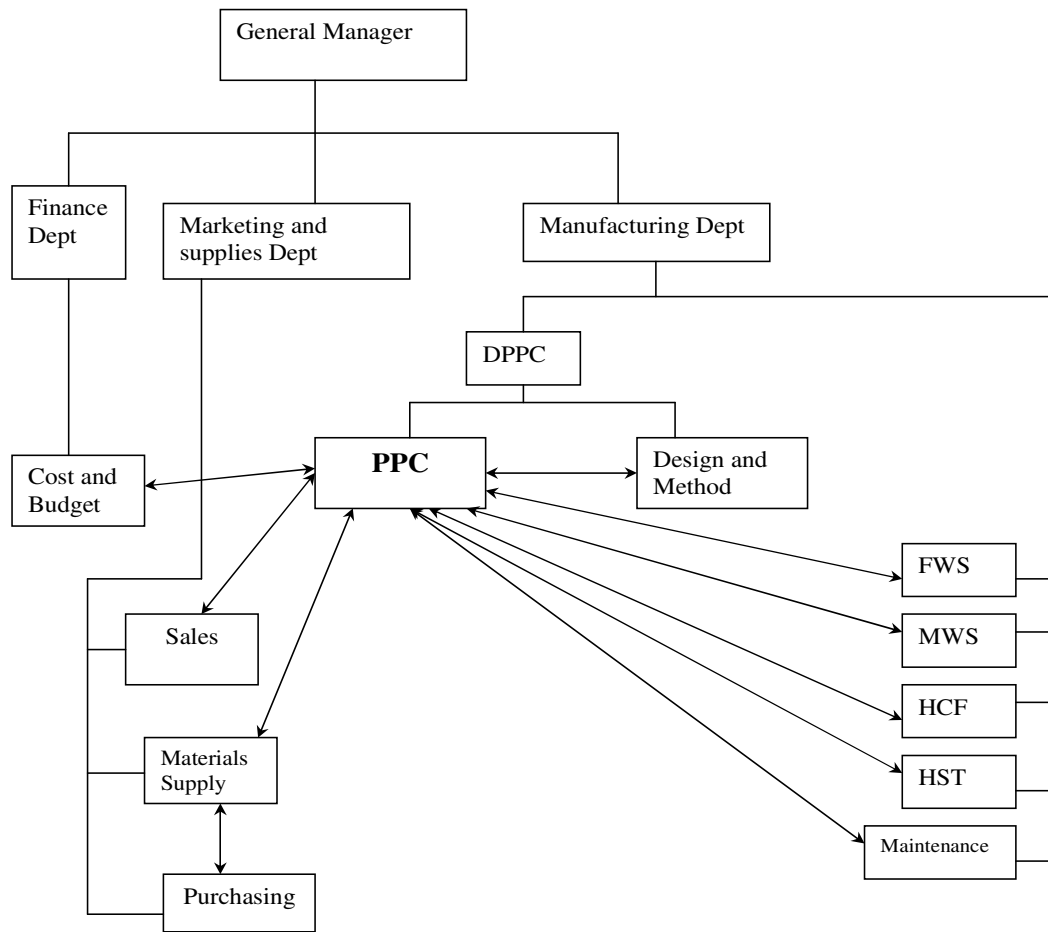 General Manager
Finance
Dept
Marketing and
supplies Dept
Manufacturing Dept
DPPC
PPC
Design and
Method
Cost and
Budget
FWS
Sales
MWS
HCF
Materials
Supply
HST
Maintenance
Purchasing